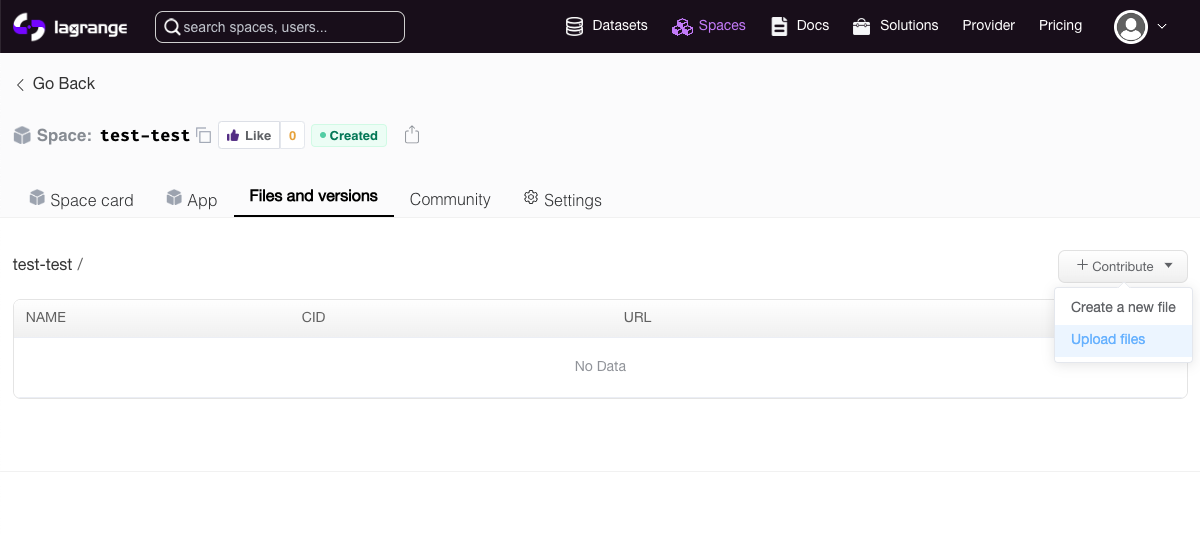 lagrange
search spaces, users...
Datasets
Spaces
Docs
Solutions
Provider
Pricing
Go Back
Space: test-test
Like
0
Created
Space card
App
Files and versions
Community
Settings
test-test /
Contribute
Create a new file
Upload files
NAME
CID
URL
No Data